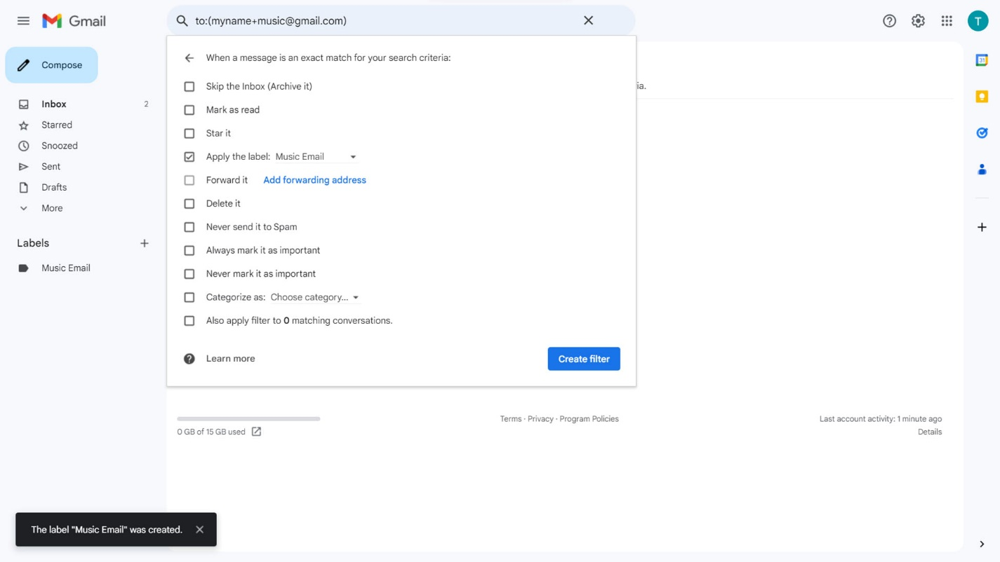 Gmail
to:(myname+music@gmail.com)
T
Compose
When a message is an exact match for your search criteria:
ia.
31
Skip the Inbox (Archive it)
Inbox 2
Mark as read
Starred
Star it
Snoozed
Apply the label: Music Email
Sent
Forward it Add forwarding address
Drafts
Delete it
More
Never send it to Spam
Labels
Always mark it as important
Music Email
Never mark it as important
Categorize as: Choose category...
Also apply filter to 0 matching conversations.
Learn more
Create filter
0 GB of 15 GB used
Terms · Privacy · Program Policies
Last account activity: 1 minute ago
Details
The label "Music Email" was created.